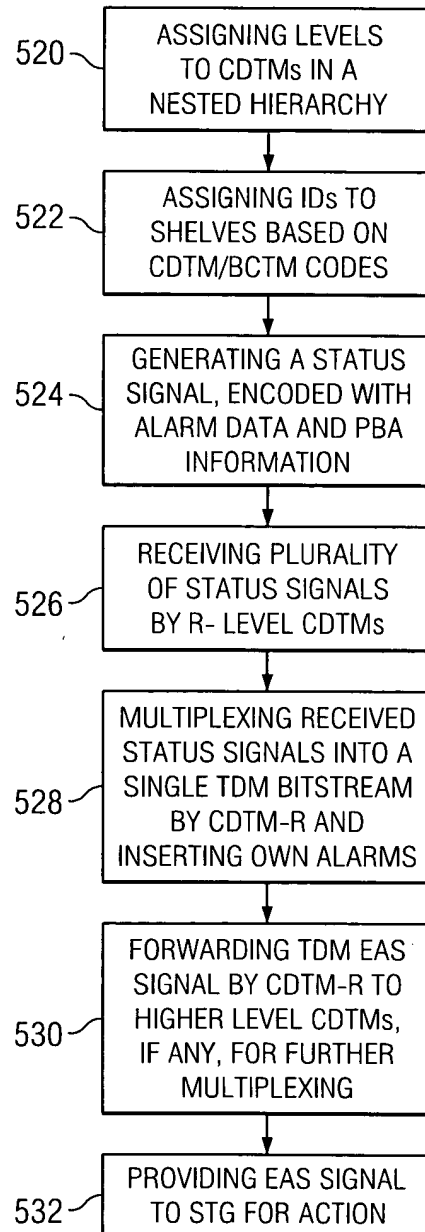 520
ASSIGNING LEVELS
TO CDTMs IN A
NESTED HIERARCHY
522
ASSIGNING IDs TO
SHELVES BASED ON
CDTM/BCTM CODES
524
GENERATING A STATUS
SIGNAL, ENCODED WITH
ALARM DATA AND PBA
INFORMATION
526
RECEIVING PLURALITY
OF STATUS SIGNALS
BY R- LEVEL CDTMs
528
MULTIPLEXING RECEIVED
STATUS SIGNALS INTO A
SINGLE TDM BITSTREAM
BY CDTM-R AND
INSERTING OWN ALARMS
530
FORWARDING TDM EAS
SIGNAL BY CDTM-R TO
HIGHER LEVEL CDTMs,
IF ANY, FOR FURTHER
MULTIPLEXING
532
PROVIDING EAS SIGNAL
TO STG FOR ACTION